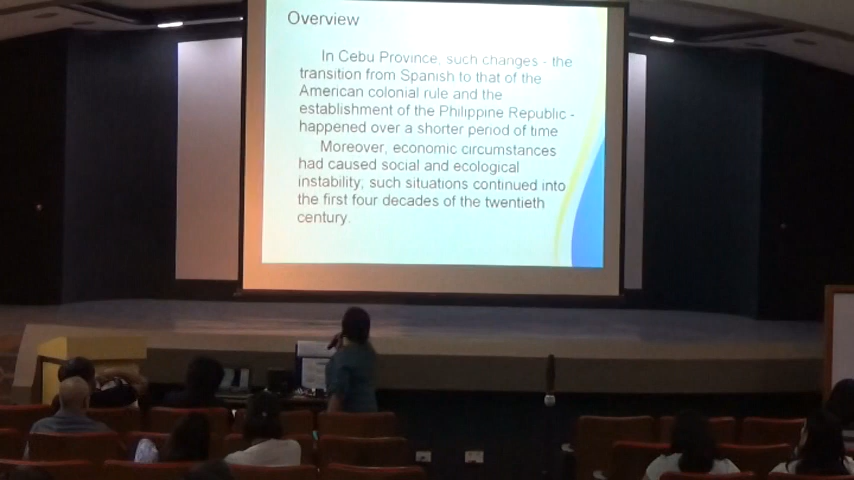 Overview
In Cebu Province, such changes - the
transition from Spanish to that of the
American colonial rule and the
establishment of the Philippine Republic -
happened over a shorter period of time
Moreover, economic circumstances
had caused social and ecological
instability; such situations continued into
the first four decades of the twentieth
century.